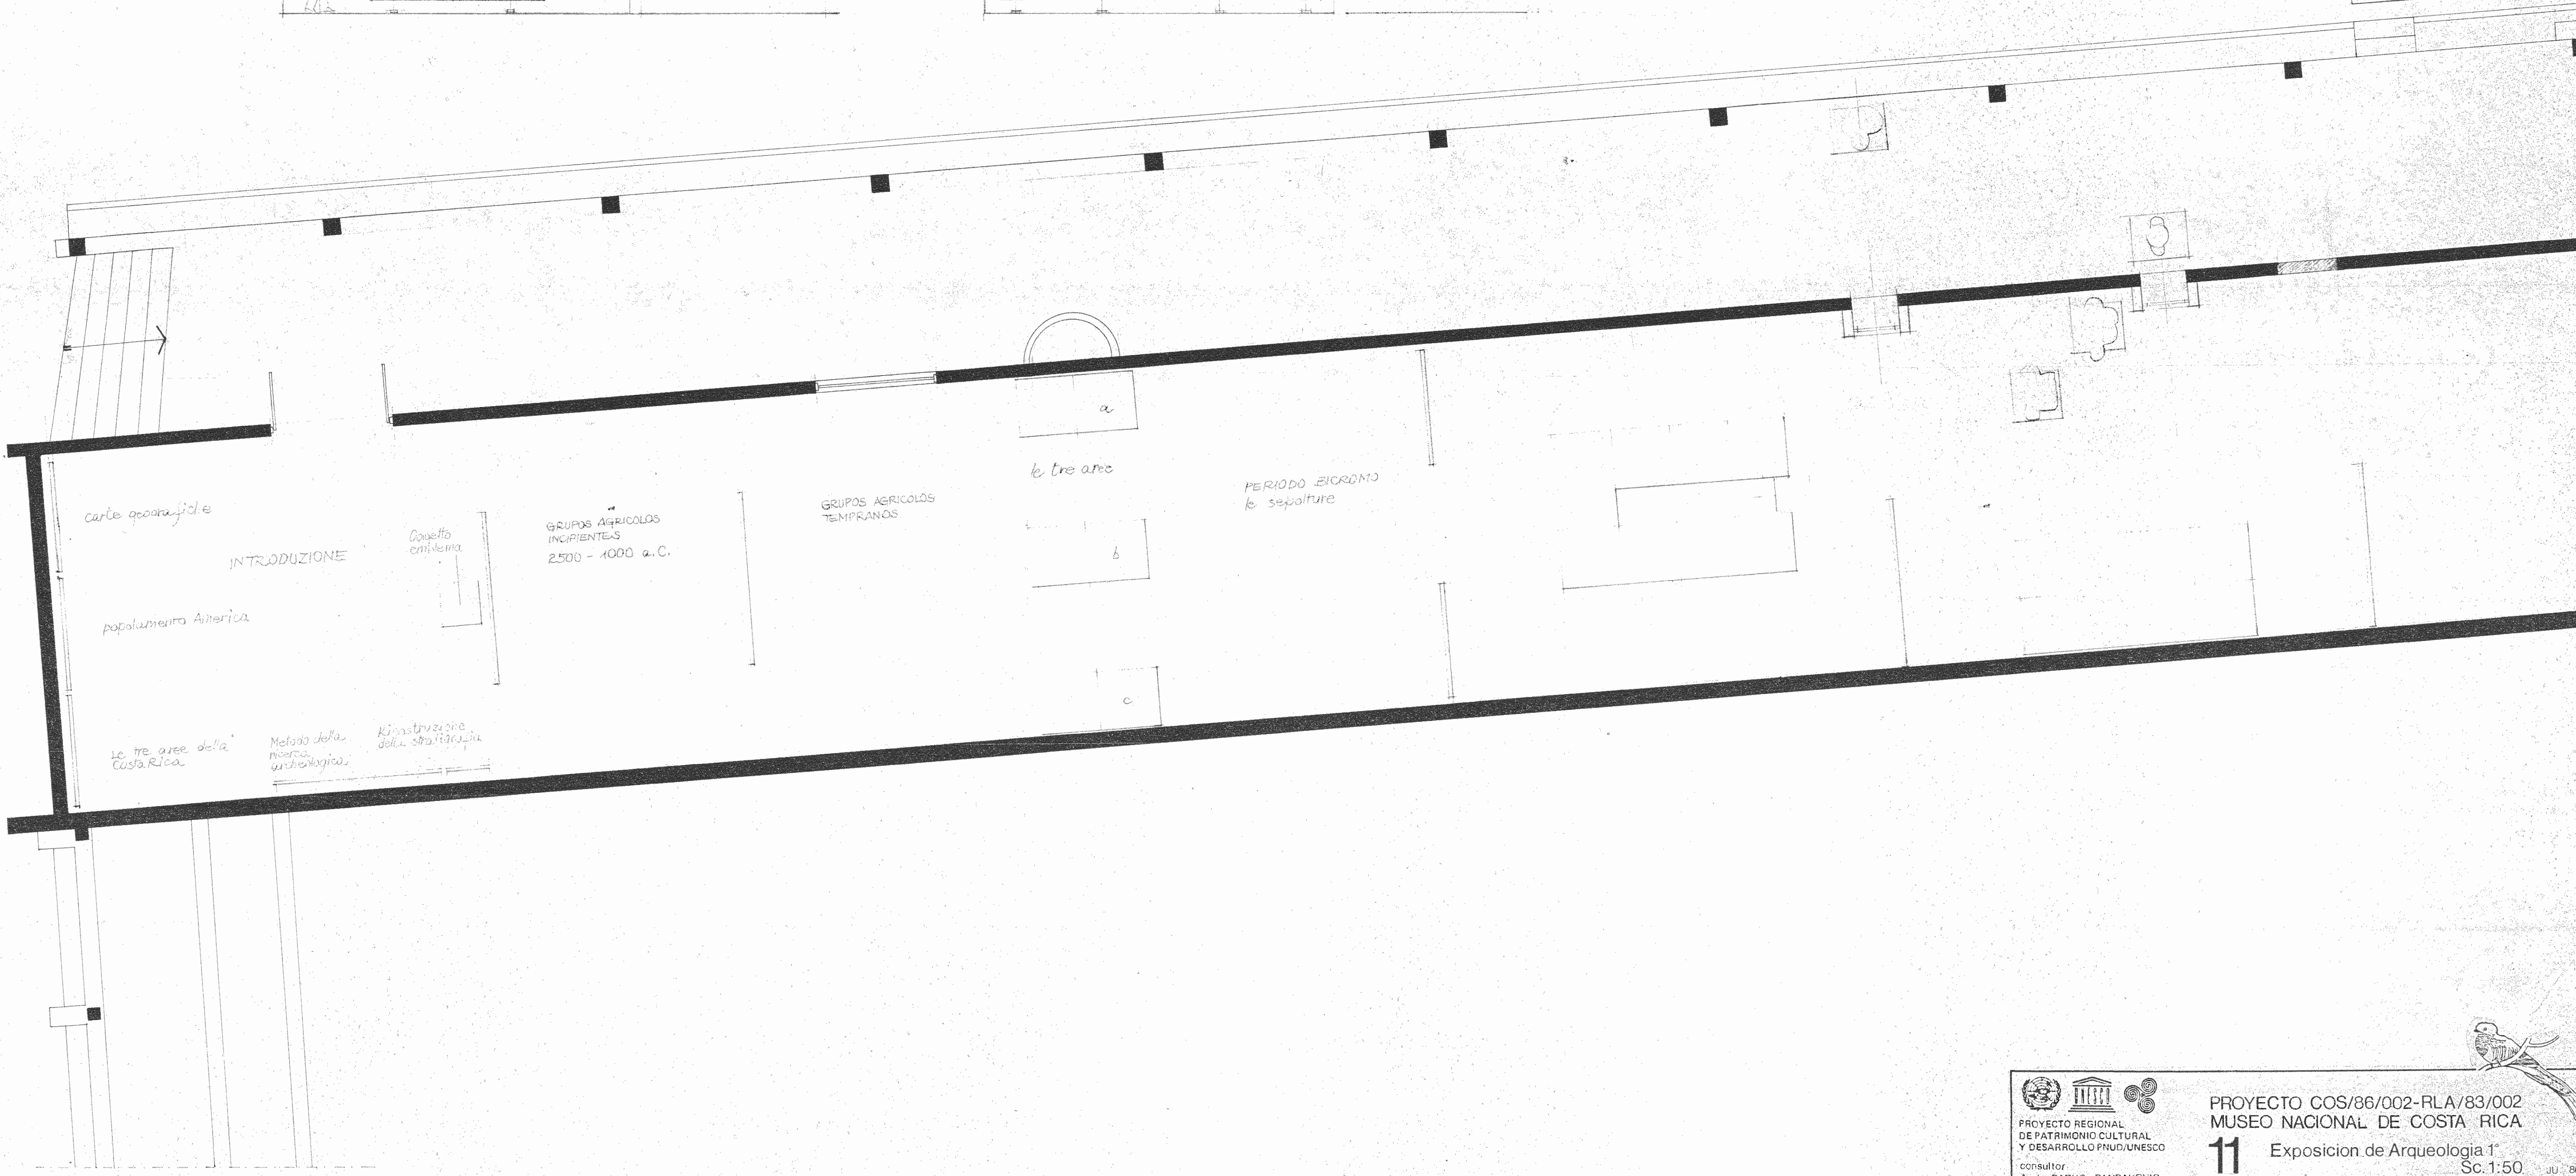 carte geografiche
INTRODUZIONE
Oggetto
emblema
popolamento America
Le tre aree della
Costa Rica
Metodo della
ricerca
archeologica
Ricostruzione
della stratigrafia
GRUPOS AGRICOLOS
INCIPIENTES
2500 - 1000 a.C.
GRUPOS AGRICOLOS
TEMPRANOS
a
le tre aree
b
c
PERIODO BICROMO
le sepolture
UNESCO
PROYECTO REGIONAL
DE PATRIMONIO CULTURAL
Y DESARROLLO PNUD/UNESCO
consultor
PROYECTO COS/86/002-RLA/83/002
MUSEO NACIONAL DE COSTA RICA
11 Exposicion de Arqueologia 1°
Sc. 1:50